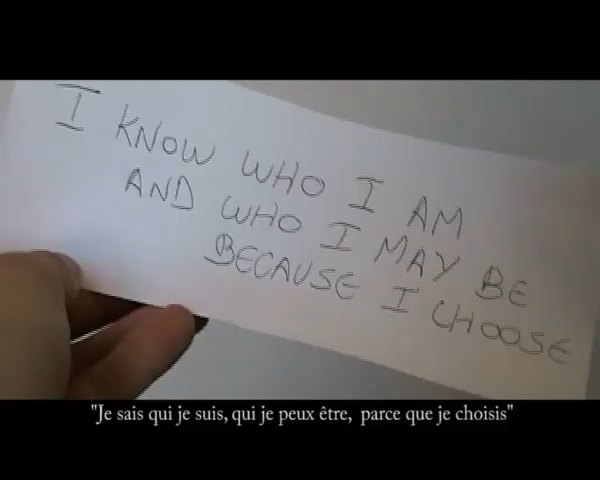 I KNOW WHO I AM
AND WHO I MAY BE
BECAUSE I CHOOSE
"Je sais qui je suis, qui je peux être, parce que je choisis"